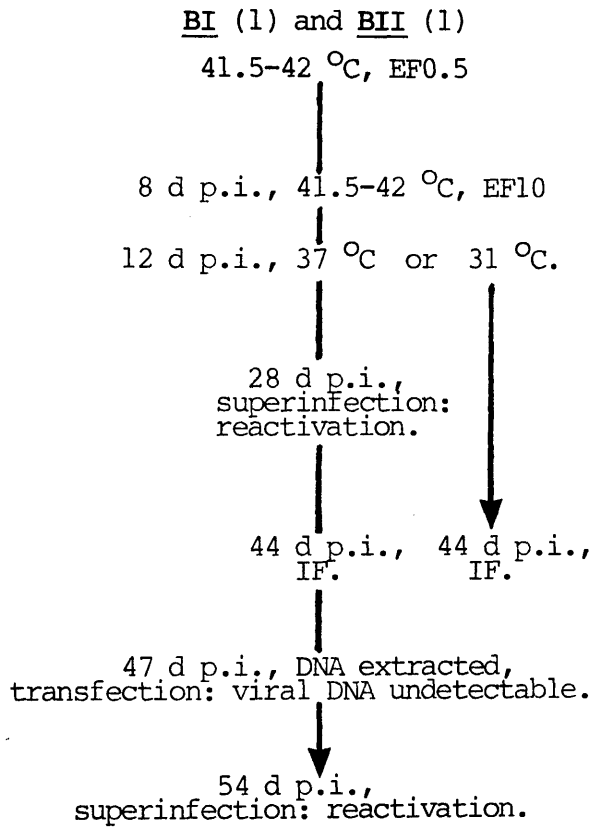 BI (1) and BII (1)
41.5-42 °C, EF0.5
8 d p.i., 41.5-42 °C, EF10
12 d p.i., 37 °C or 31 °C.
28 d p.i.,
superinfection:
reactivation.
44 d p.i., 44 d p.i.,
IF. IF.
47 d p.i., DNA extracted,
transfection: viral DNA undetectable.
54 d p.i.,
superinfection: reactivation.